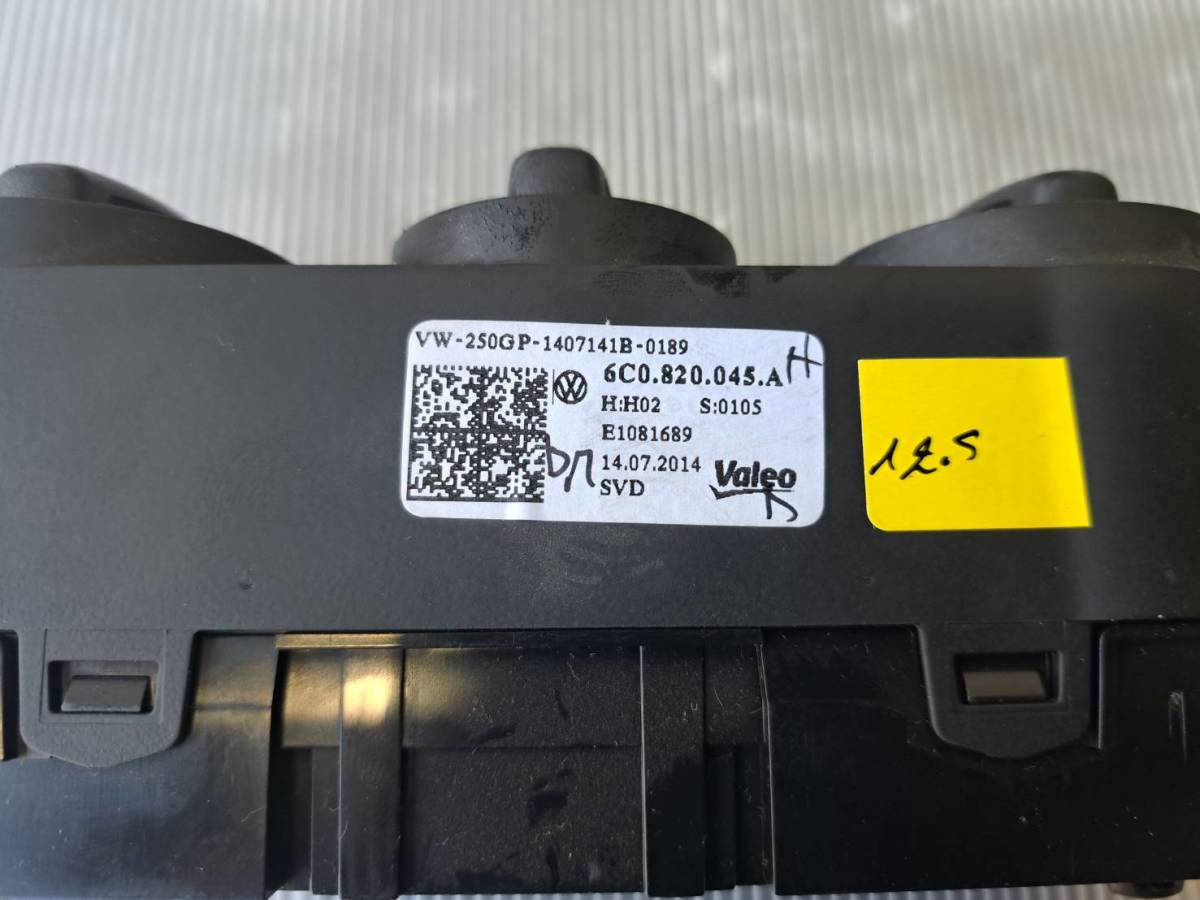 VW-250GP-1407141B-0189
6C0.820.045.A H
H:H02 S:0105
E1081689
14.07.2014
SVD
Valeo
12.5